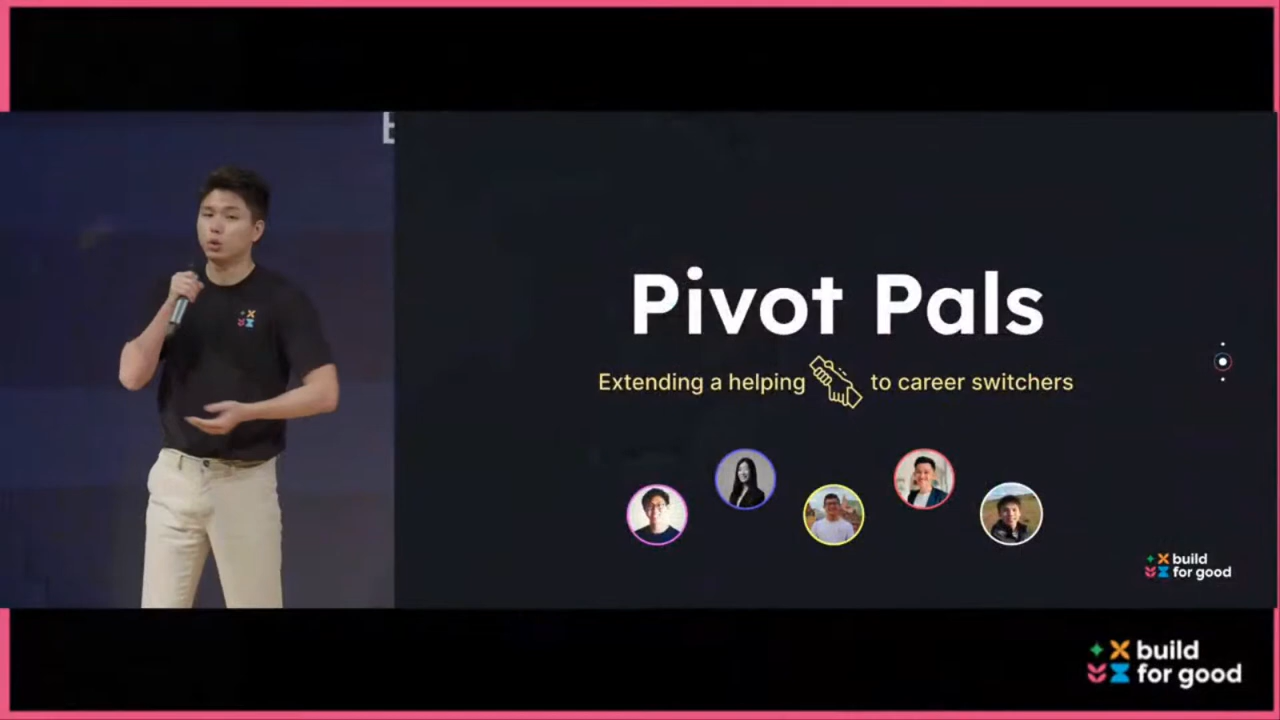 Pivot Pals
Extending a helping to career switchers
build
for good
build
for good